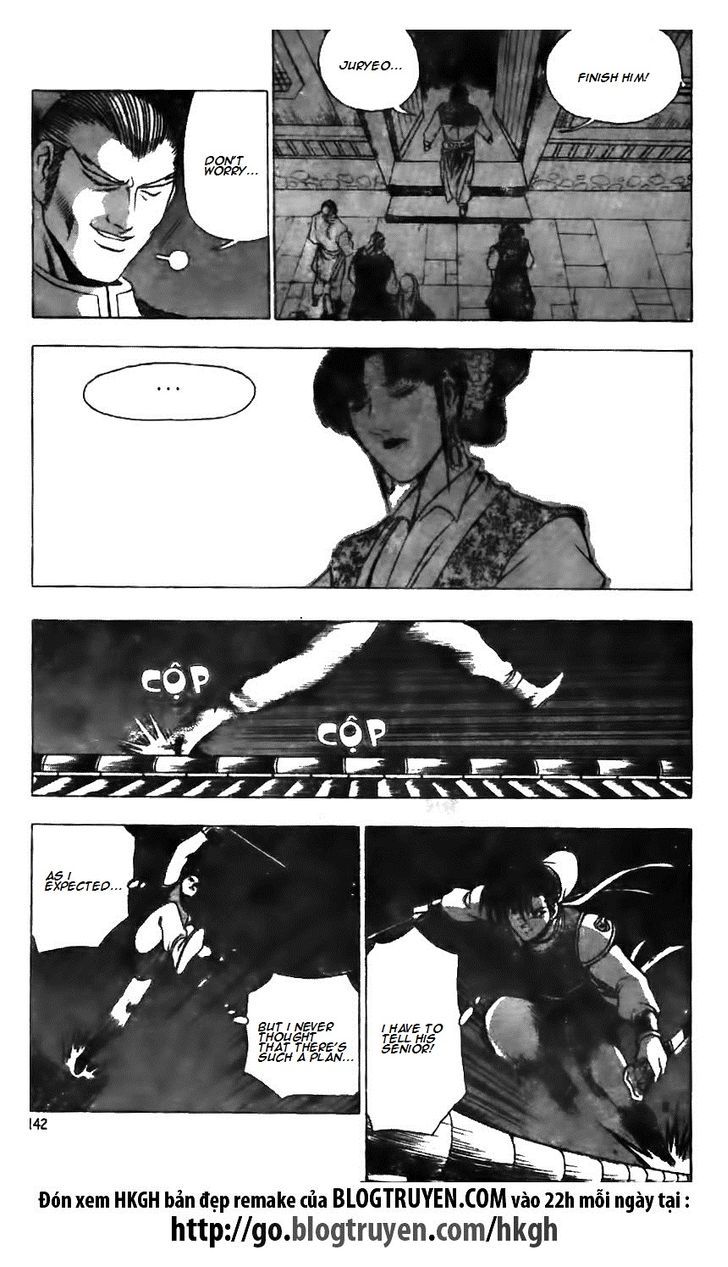 JURYEO...
FINISH HIM!
DON'T
WORRY...
...
CỘP
CỘP
AS I
EXPECTED...
BUT I NEVER
THOUGHT
THAT THERE'S
SUCH A PLAN...
I HAVE TO
TELL HIS
SENIOR!
142
Đón xem HKGH bản đẹp remake của BLOGTRUYEN.COM vào 22h mỗi ngày tại :
http://go.blogtruyen.com/hkgh